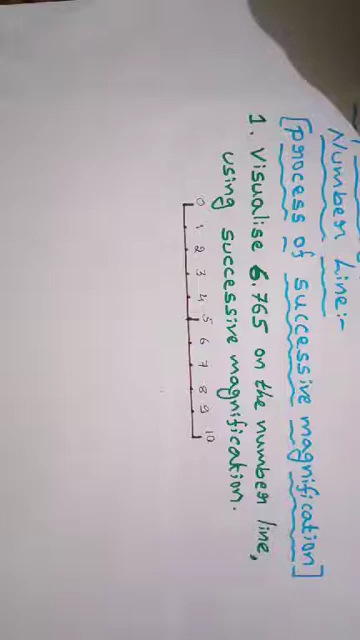 Number Line:-
[process of successive magnification]
1. Visualise 6.765 on the number line,
using successive magnification.
0 1 2 3 4 5 6 7 8 9 10